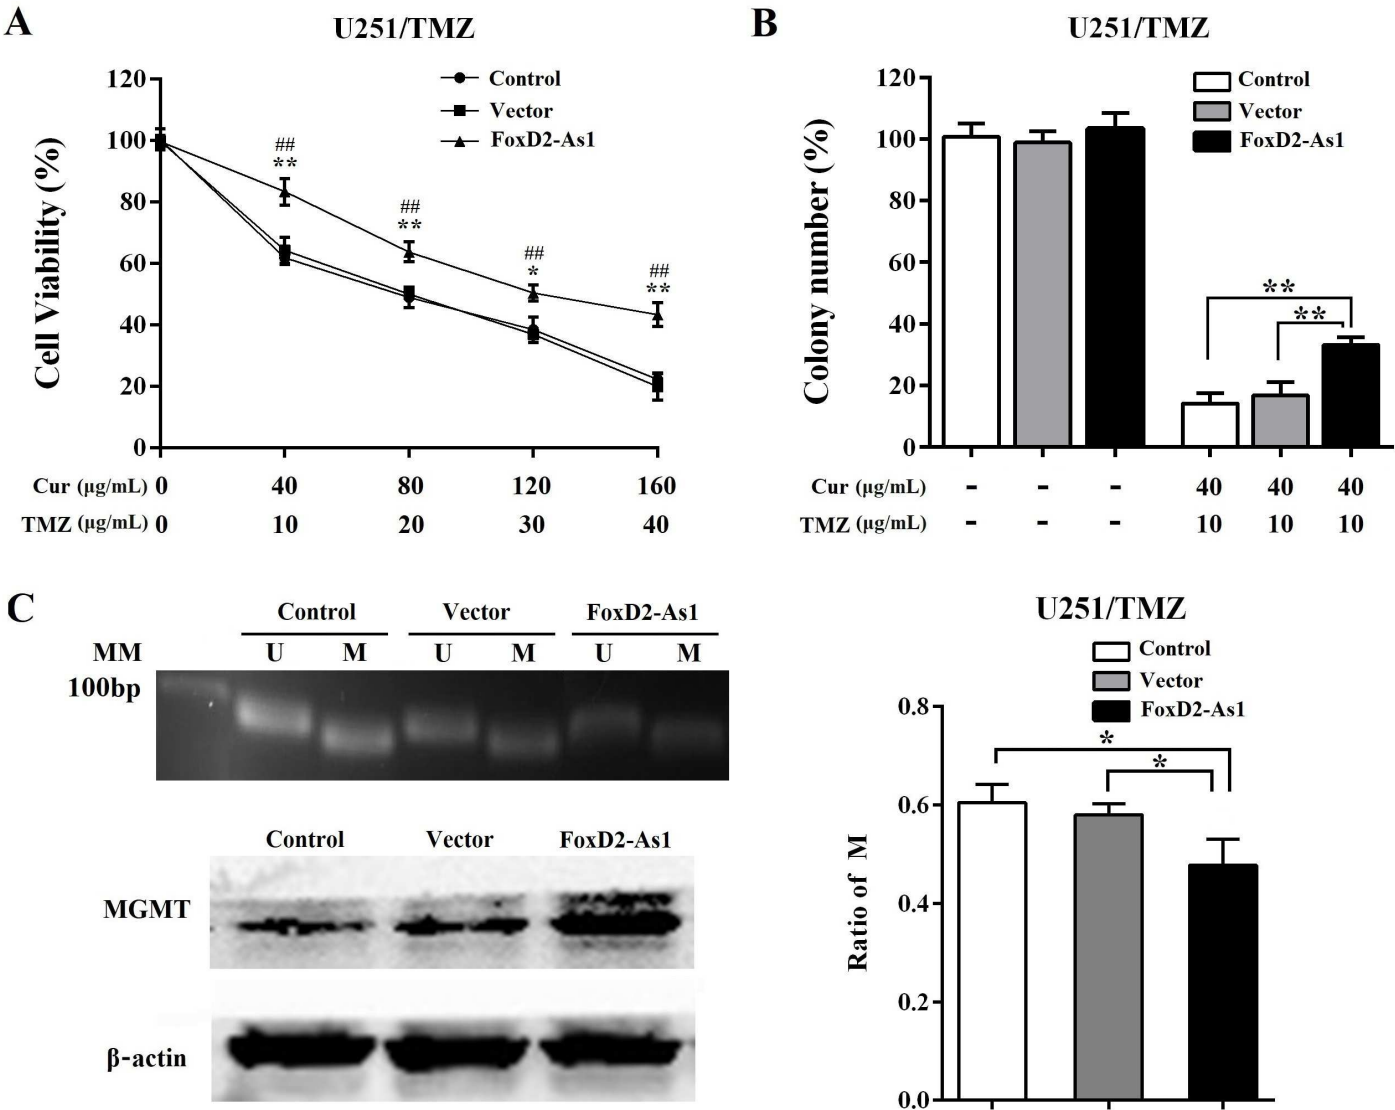 A
U251/TMZ
Control
Vector
FoxD2-As1
Cell Viability (%)
120
100
80
60
40
20
0
##
**
##
**
##
*
##
**
Cur (µg/mL) 0 40 80 120 160
TMZ (µg/mL) 0 10 20 30 40
B
U251/TMZ
Control
Vector
FoxD2-As1
Colony number (%)
120
100
80
60
40
20
0
**
**
Cur (µg/mL) - - - 40 40 40
TMZ (µg/mL) - - - 10 10 10
C
Control Vector FoxD2-As1
MM U M U M U M
100bp
Control Vector FoxD2-As1
MGMT
β-actin
U251/TMZ
Control
Vector
FoxD2-As1
Ratio of M
0.8
0.6
0.4
0.2
0.0
*
*